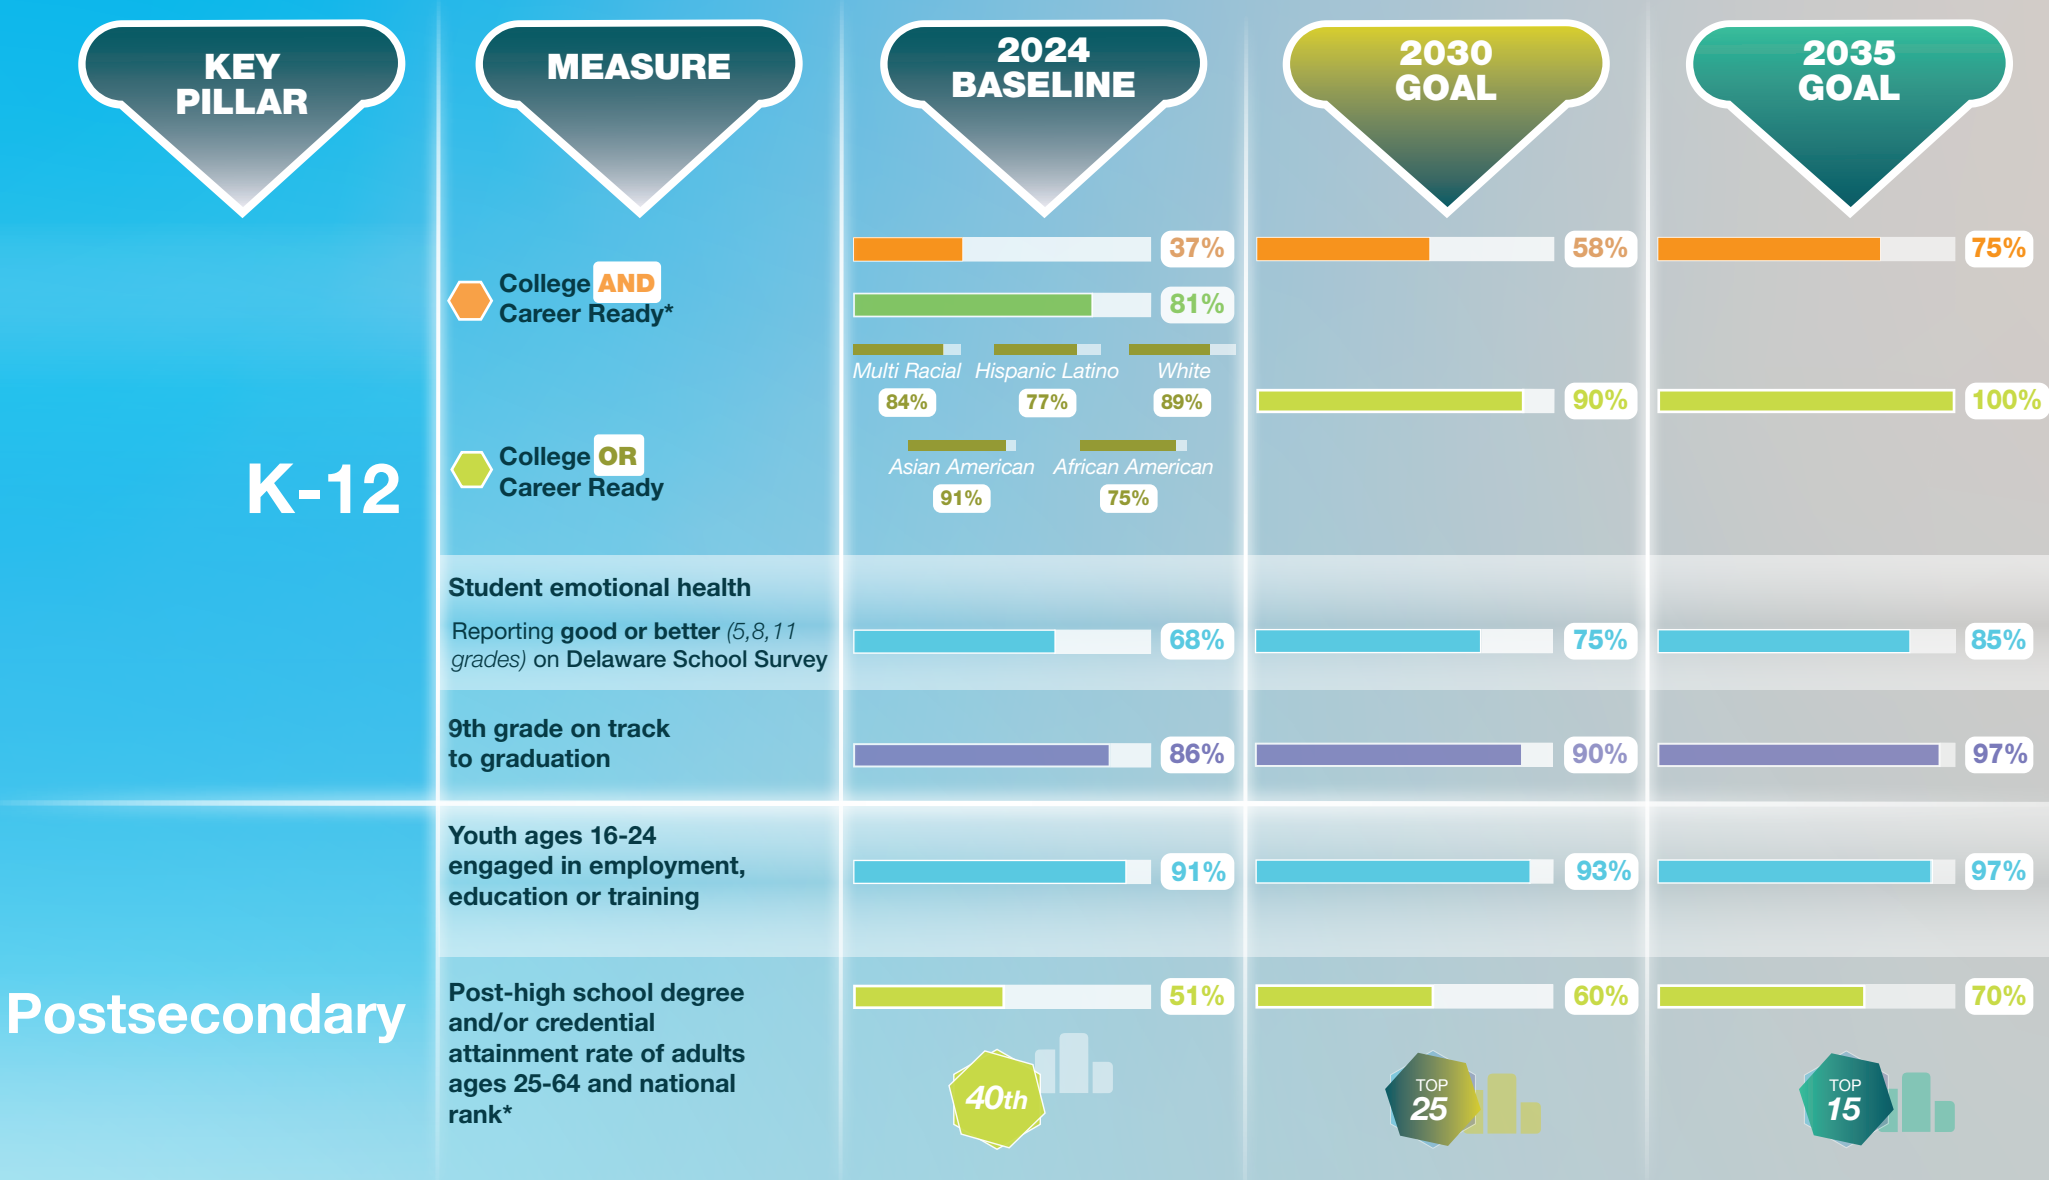 KEY
PILLAR
MEASURE
2024
BASELINE
2030
GOAL
2035
GOAL
K-12
College AND
Career Ready*
37%
58%
75%
81%
Multi Racial Hispanic Latino White
84% 77% 89%
Asian American African American
91% 75%
College OR
Career Ready
90%
100%
Student emotional health
Reporting good or better (5,8,11
grades) on Delaware School Survey
68%
75%
85%
9th grade on track
to graduation
86%
90%
97%
Postsecondary
Youth ages 16-24
engaged in employment,
education or training
91%
93%
97%
Post-high school degree
and/or credential
attainment rate of adults
ages 25-64 and national
rank*
51%
60%
70%
40th
TOP
25
TOP
15